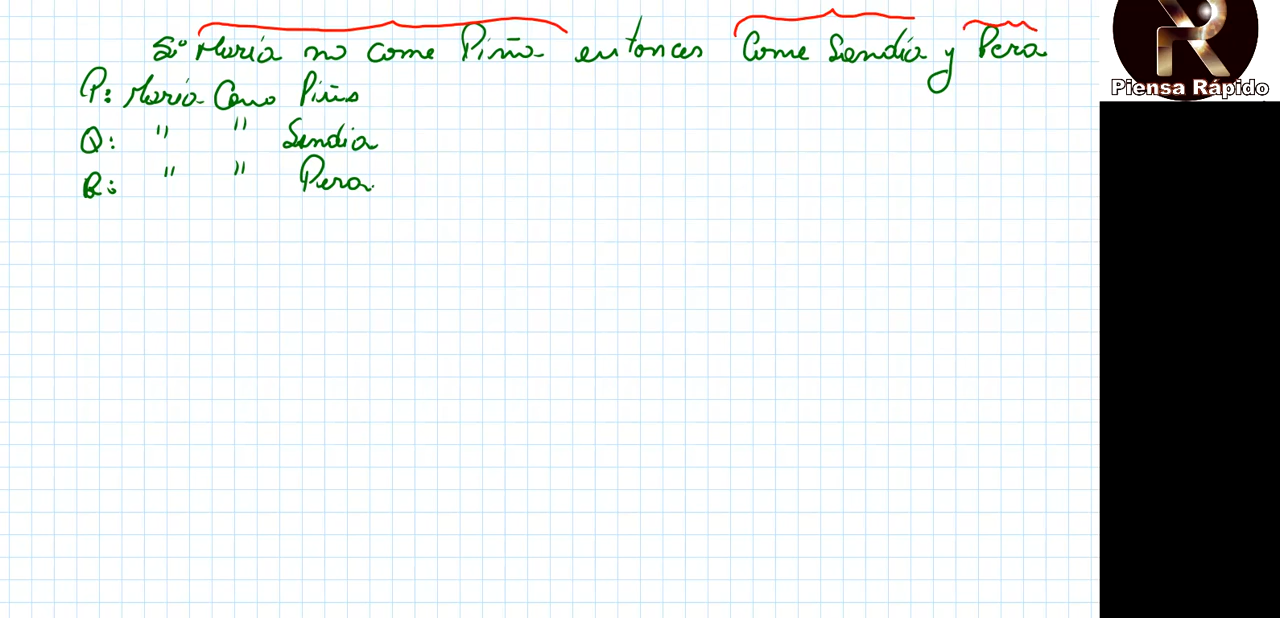 Si María no come Piña entonces Come Sandía y Pera
P: María Come Piña
Q: " " Sandia
R: " " Pera.
Piensa Rápido